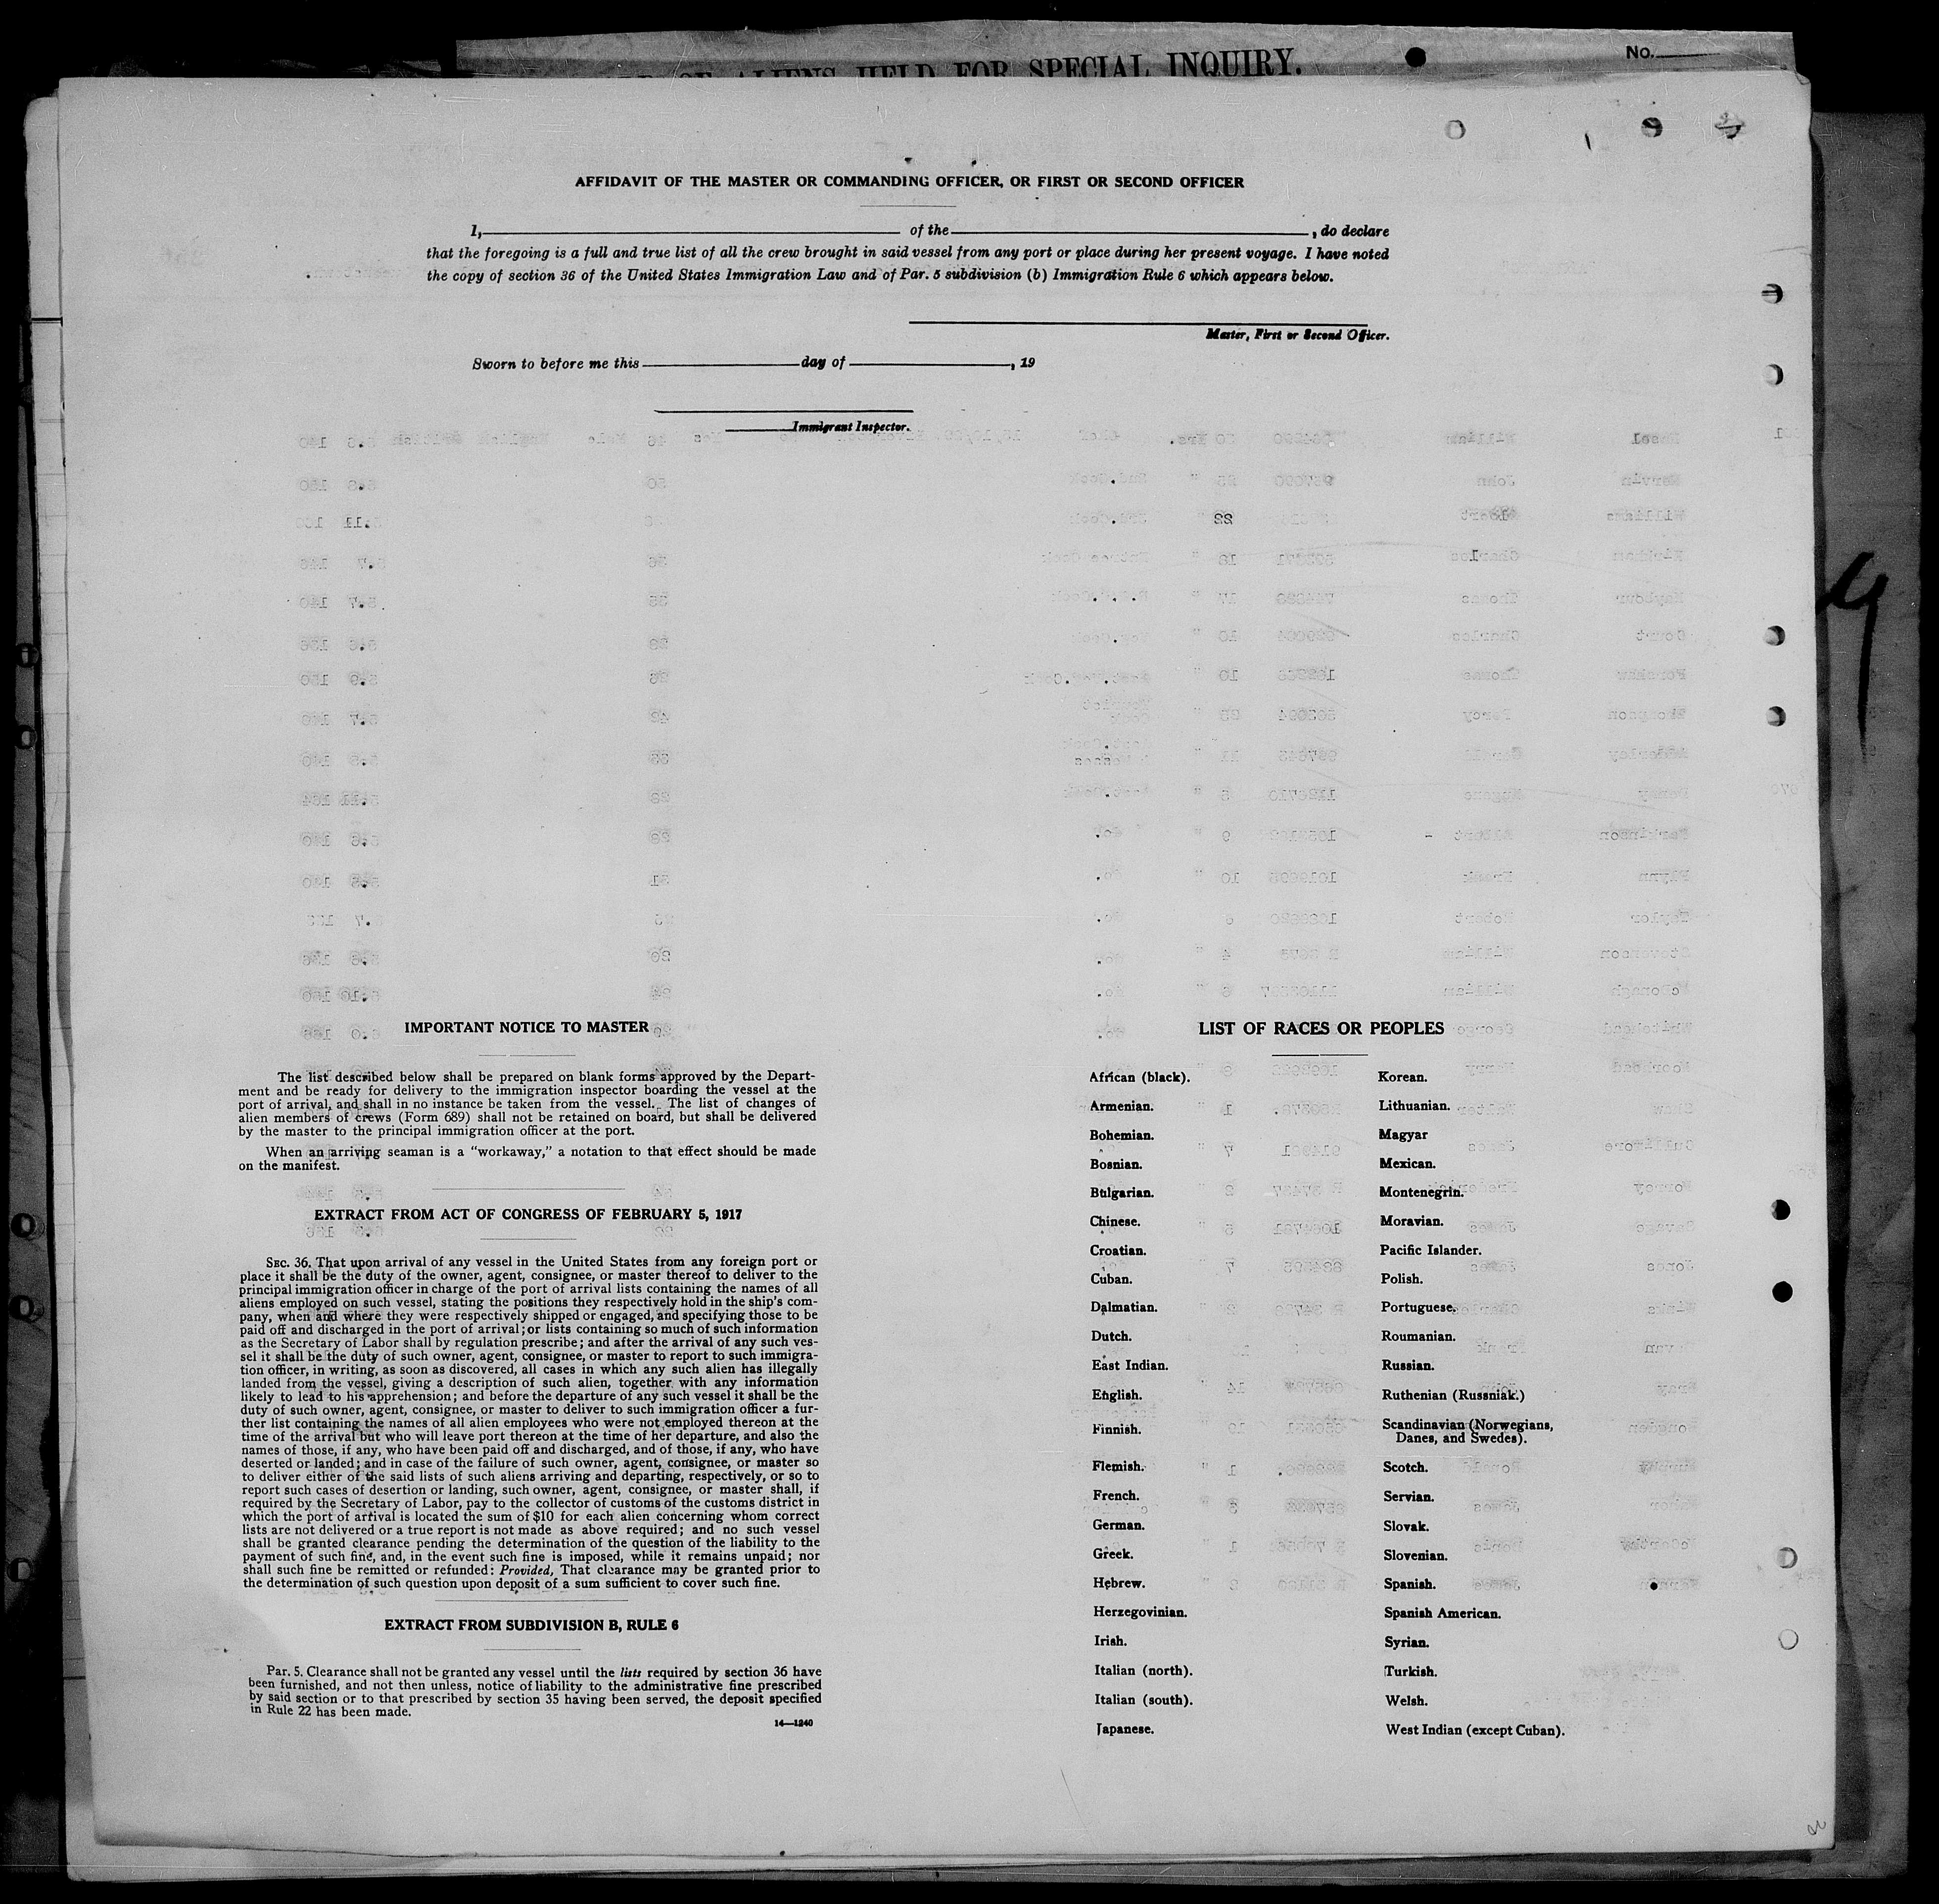 OF ALIENS HELD FOR SPECIAL INQUIRY.
No.
AFFIDAVIT OF THE MASTER OR COMMANDING OFFICER, OR FIRST OR SECOND OFFICER
I, of the , do declare
that the foregoing is a full and true list of all the crew brought in said vessel from any port or place during her present voyage. I have noted
the copy of section 36 of the United States Immigration Law and of Par. 5 subdivision (b) Immigration Rule 6 which appears below.
Master, First or Second Officer.
Sworn to before me this day of , 19
Immigrant Inspector.
IMPORTANT NOTICE TO MASTER
The list described below shall be prepared on blank forms approved by the Depart-
ment and be ready for delivery to the immigration inspector boarding the vessel at the
port of arrival, and shall in no instance be taken from the vessel. The list of changes of
alien members of crews (Form 689) shall not be retained on board, but shall be delivered
by the master to the principal immigration officer at the port.
When an arriving seaman is a "workaway," a notation to that effect should be made
on the manifest.
EXTRACT FROM ACT OF CONGRESS OF FEBRUARY 5, 1917
SEC. 36. That upon arrival of any vessel in the United States from any foreign port or
place it shall be the duty of the owner, agent, consignee, or master thereof to deliver to the
principal immigration officer in charge of the port of arrival lists containing the names of all
aliens employed on such vessel, stating the positions they respectively hold in the ship's com-
pany, when and where they were respectively shipped or engaged, and specifying those to be
paid off and discharged in the port of arrival; or lists containing so much of such information
as the Secretary of Labor shall by regulation prescribe; and after the arrival of any such ves-
sel it shall be the duty of such owner, agent, consignee, or master to report to such immigra-
tion officer, in writing, as soon as discovered, all cases in which any such alien has illegally
landed from the vessel, giving a description of such alien, together with any information
likely to lead to his apprehension; and before the departure of any such vessel it shall be the
duty of such owner, agent, consignee, or master to deliver to such immigration officer a fur-
ther list containing the names of all alien employees who were not employed thereon at the
time of the arrival but who will leave port thereon at the time of her departure, and also the
names of those, if any, who have been paid off and discharged, and of those, if any, who have
deserted or landed; and in case of the failure of such owner, agent, consignee, or master so
to deliver either of the said lists of such aliens arriving and departing, respectively, or so to
report such cases of desertion or landing, such owner, agent, consignee, or master shall, if
required by the Secretary of Labor, pay to the collector of customs of the customs district in
which the port of arrival is located the sum of $10 for each alien concerning whom correct
lists are not delivered or a true report is not made as above required; and no such vessel
shall be granted clearance pending the determination of the question of the liability to the
payment of such fine, and, in the event such fine is imposed, while it remains unpaid; nor
shall such fine be remitted or refunded: Provided, That clearance may be granted prior to
the determination of such question upon deposit of a sum sufficient to cover such fine.
EXTRACT FROM SUBDIVISION B, RULE 6
Par. 5. Clearance shall not be granted any vessel until the lists required by section 36 have
been furnished, and not then unless, notice of liability to the administrative fine prescribed
by said section or to that prescribed by section 35 having been served, the deposit specified
in Rule 22 has been made.
14—1240
LIST OF RACES OR PEOPLES
African (black).
Armenian.
Bohemian.
Bosnian.
Bulgarian.
Chinese.
Croatian.
Cuban.
Dalmatian.
Dutch.
East Indian.
English.
Finnish.
Flemish.
French.
German.
Greek.
Hebrew.
Herzegovinian.
Irish.
Italian (north).
Italian (south).
Japanese.
Korean.
Lithuanian.
Magyar
Mexican.
Montenegrin.
Moravian.
Pacific Islander.
Polish.
Portuguese.
Roumanian.
Russian.
Ruthenian (Russniak.)
Scandinavian (Norwegians,
Danes, and Swedes).
Scotch.
Servian.
Slovak.
Slovenian.
Spanish.
Spanish American.
Syrian.
Turkish.
Welsh.
West Indian (except Cuban).